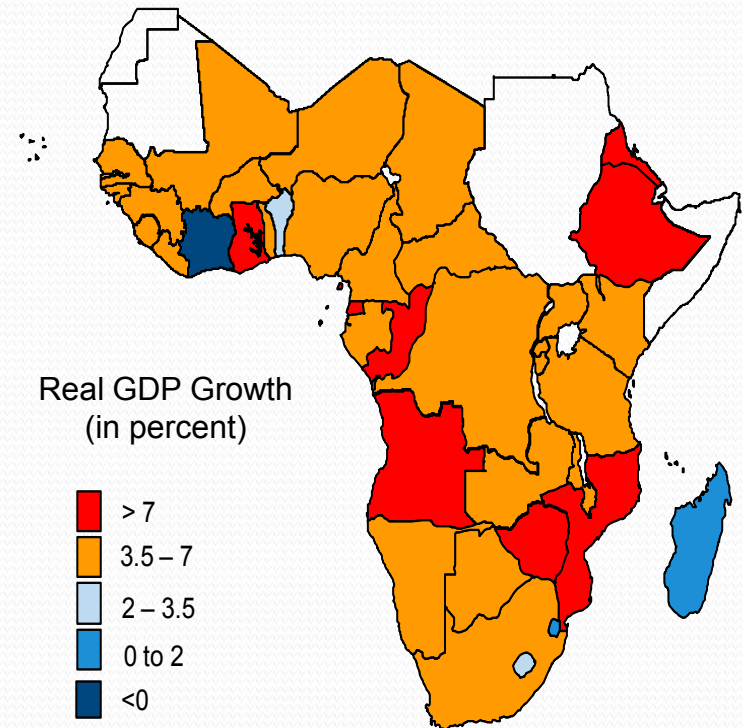 Real GDP Growth
(in percent)
> 7
3.5 – 7
2 – 3.5
0 to 2
<0